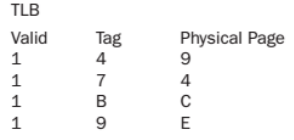 TLB
Valid Tag Physical Page
1 4 9
1 7 4
1 B C
1 9 E